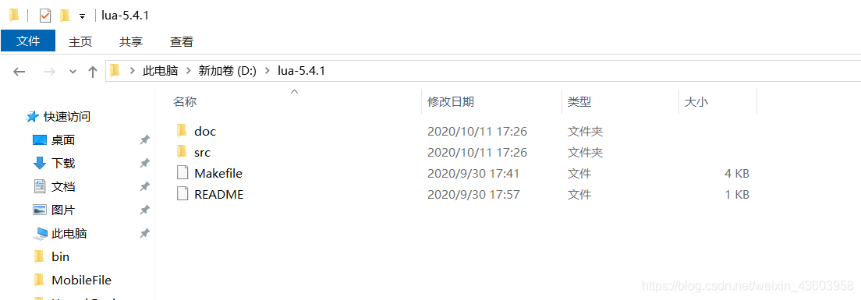 lua-5.4.1
文件 主页 共享 查看
此电脑 新加卷 (D:) lua-5.4.1
名称 修改日期 类型 大小
快速访问
桌面
下载
文档
图片
此电脑
bin
MobileFile
doc 2020/10/11 17:26 文件夹
src 2020/10/11 17:26 文件夹
Makefile 2020/9/30 17:41 文件 4 KB
README 2020/9/30 17:57 文件 1 KB
https://blog.csdn.net/weixin_43603958